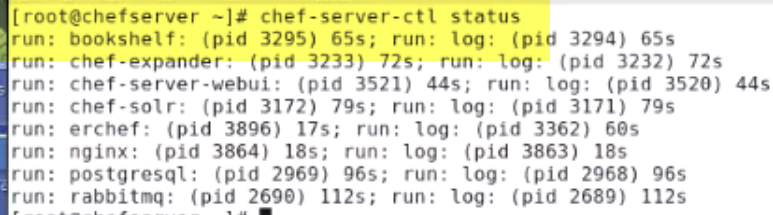 [root@chefserver ~]# chef-server-ctl status
run: bookshelf: (pid 3295) 65s; run: log: (pid 3294) 65s
run: chef-expander: (pid 3233) 72s; run: log: (pid 3232) 72s
run: chef-server-webui: (pid 3521) 44s; run: log: (pid 3520) 44s
run: chef-solr: (pid 3172) 79s; run: log: (pid 3171) 79s
run: erchef: (pid 3896) 17s; run: log: (pid 3362) 60s
run: nginx: (pid 3864) 18s; run: log: (pid 3863) 18s
run: postgresql: (pid 2969) 96s; run: log: (pid 2968) 96s
run: rabbitmq: (pid 2690) 112s; run: log: (pid 2689) 112s
[root@chefserver ~]#